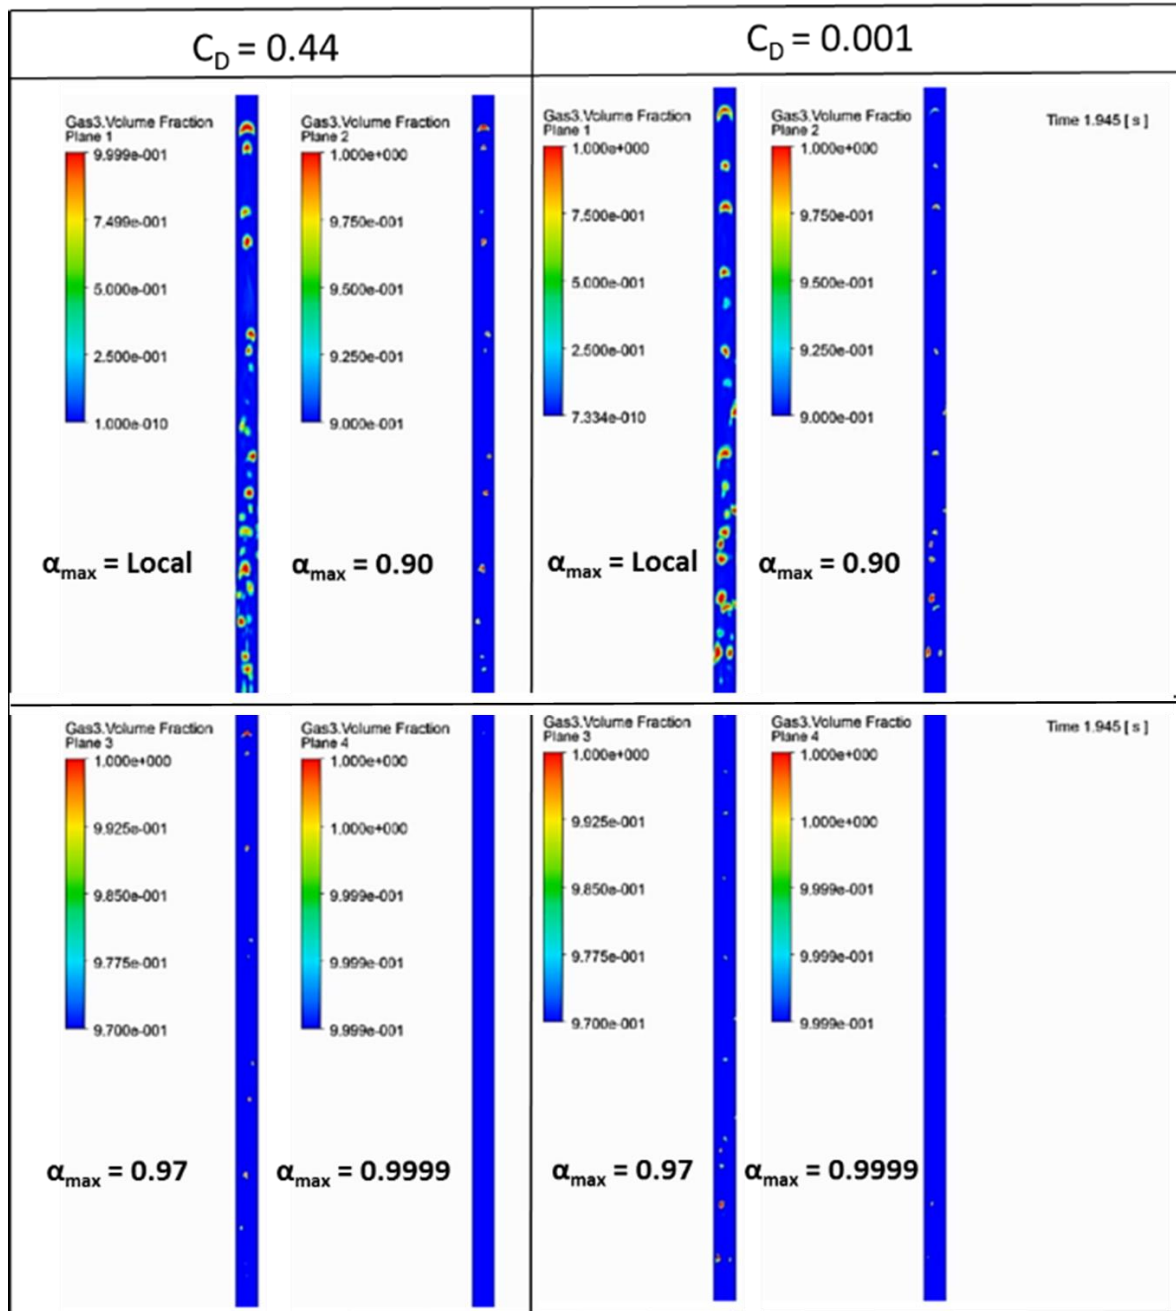 C_D = 0.44
C_D = 0.001
Gas3.Volume Fraction
Plane 1
9.999e-001
7.499e-001
5.000e-001
2.500e-001
1.000e-010
α_max = Local
Gas3.Volume Fraction
Plane 2
1.000e+000
9.750e-001
9.500e-001
9.250e-001
9.000e-001
α_max = 0.90
Gas3.Volume Fraction
Plane 1
1.000e+000
7.500e-001
5.000e-001
2.500e-001
7.334e-010
α_max = Local
Gas3.Volume Fractio
Plane 2
1.000e+000
9.750e-001
9.500e-001
9.250e-001
9.000e-001
α_max = 0.90
Time 1.945 [ s ]
Gas3.Volume Fraction
Plane 3
1.000e+000
9.925e-001
9.850e-001
9.775e-001
9.700e-001
α_max = 0.97
Gas3.Volume Fraction
Plane 4
1.000e+000
1.000e+000
9.999e-001
9.999e-001
9.999e-001
α_max = 0.9999
Gas3.Volume Fraction
Plane 3
1.000e+000
9.925e-001
9.850e-001
9.775e-001
9.700e-001
α_max = 0.97
Gas3.Volume Fractio
Plane 4
1.000e+000
1.000e+000
9.999e-001
9.999e-001
9.999e-001
α_max = 0.9999
Time 1.945 [ s ]